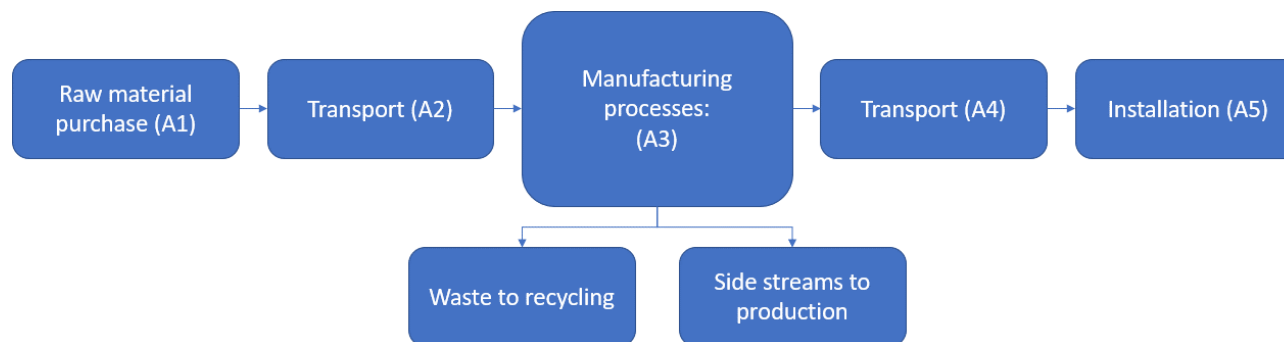 Raw material
purchase (A1)
Transport (A2)
Manufacturing
processes:
(A3)
Transport (A4)
Installation (A5)
Waste to recycling
Side streams to
production